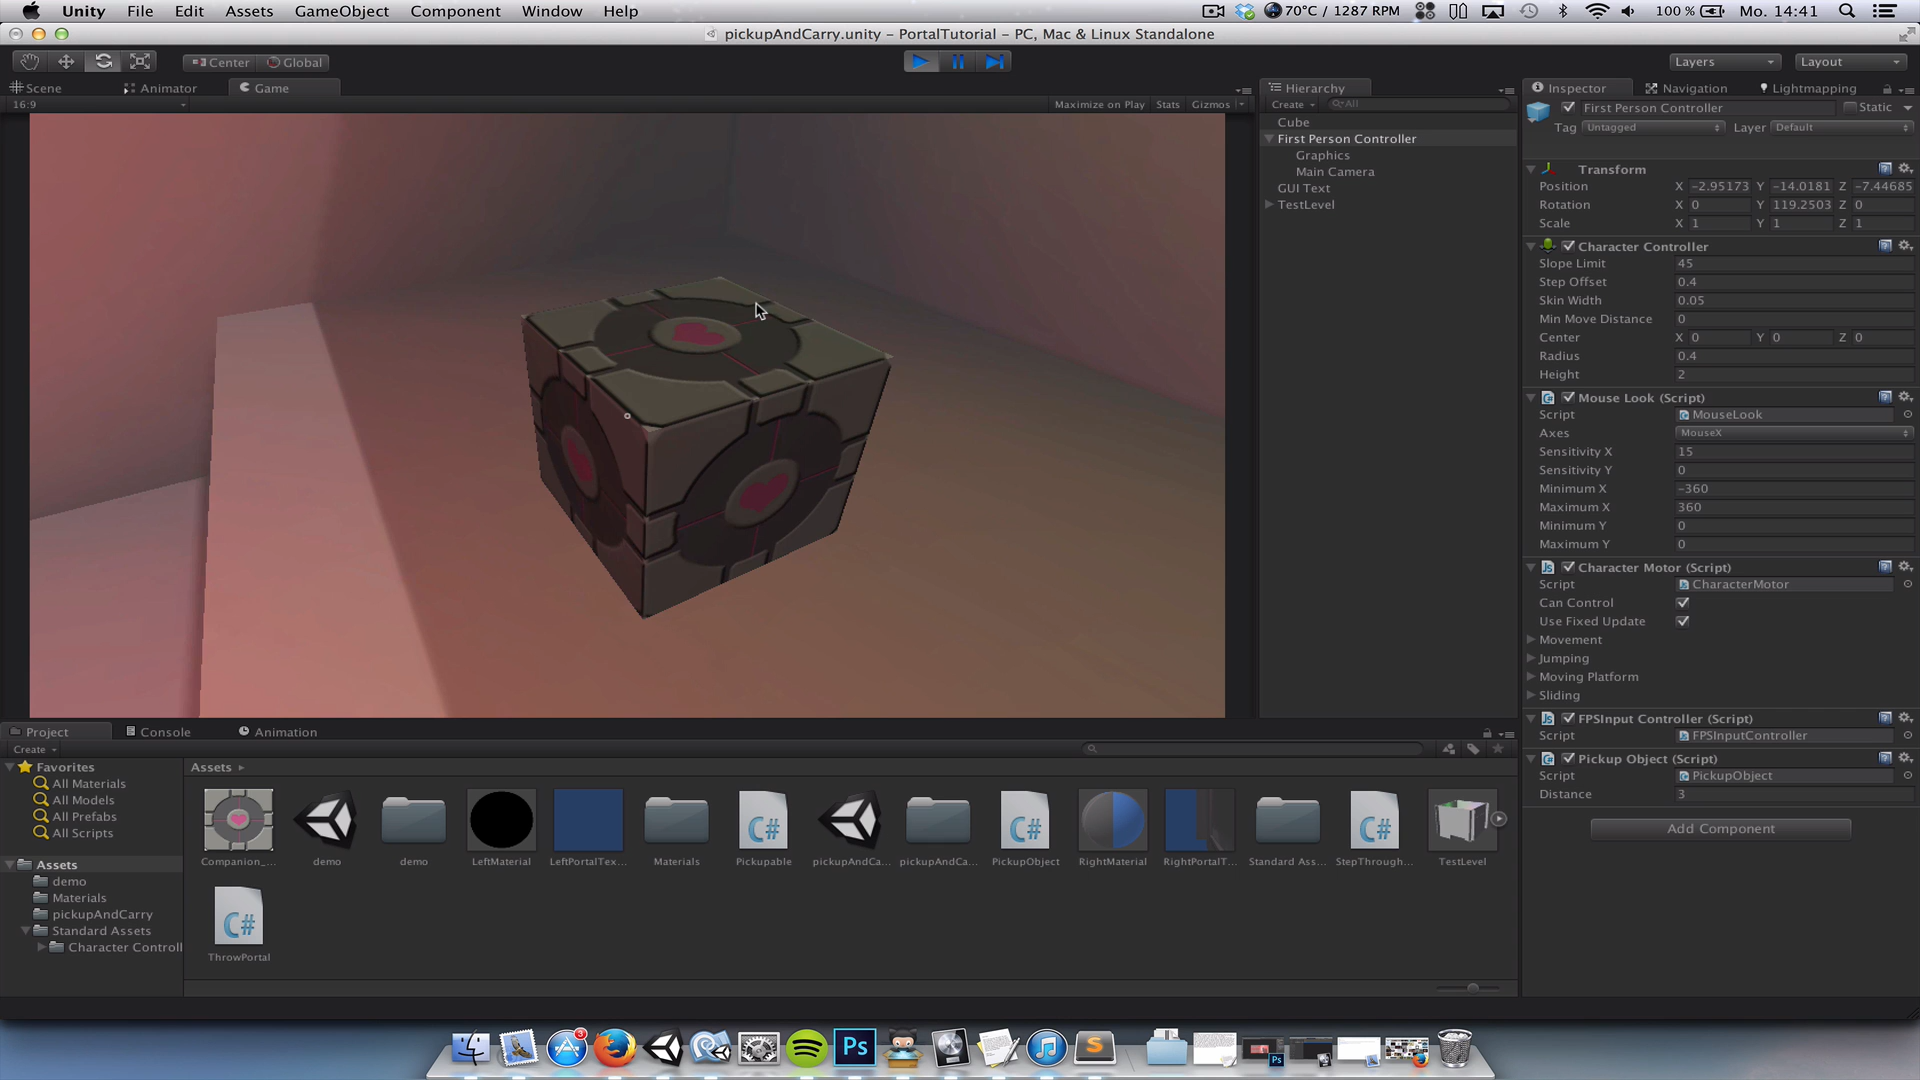 Unity File Edit Assets GameObject Component Window Help 70°C / 1287 RPM 100 % Mo. 14:41
pickupAndCarry.unity – PortalTutorial – PC, Mac & Linux Standalone
Center Global Layers Layout
Scene Animator Game
16:9 Maximize on Play Stats Gizmos
Hierarchy
Create All
Cube
First Person Controller
Graphics
Main Camera
GUI Text
TestLevel
Inspector Navigation Lightmapping
First Person Controller Static
Tag Untagged Layer Default
Transform
Position X −2.95173 Y −14.0181 Z −7.44685
Rotation X 0 Y 119.2503 Z 0
Scale X 1 Y 1 Z 1
Character Controller
Slope Limit 45
Step Offset 0.4
Skin Width 0.05
Min Move Distance 0
Center X 0 Y 0 Z 0
Radius 0.4
Height 2
Mouse Look (Script)
Script MouseLook
Axes MouseX
Sensitivity X 15
Sensitivity Y 0
Minimum X −360
Maximum X 360
Minimum Y 0
Maximum Y 0
Character Motor (Script)
Script CharacterMotor
Can Control
Use Fixed Update
Movement
Jumping
Moving Platform
Sliding
FPSInput Controller (Script)
Script FPSInputController
Pickup Object (Script)
Script PickupObject
Distance 3
Add Component
Project Console Animation
Create
Favorites
All Materials
All Models
All Prefabs
All Scripts
Assets
demo
Materials
pickupAndCarry
Standard Assets
Character Controll
Assets
C# C# C#
Companion_... demo demo LeftMaterial LeftPortalTex... Materials Pickupable pickupAndCa... pickupAndCa... PickupObject RightMaterial RightPortalT... Standard Ass... StepThrough... TestLevel
C#
ThrowPortal
3
Ps
S
Ps